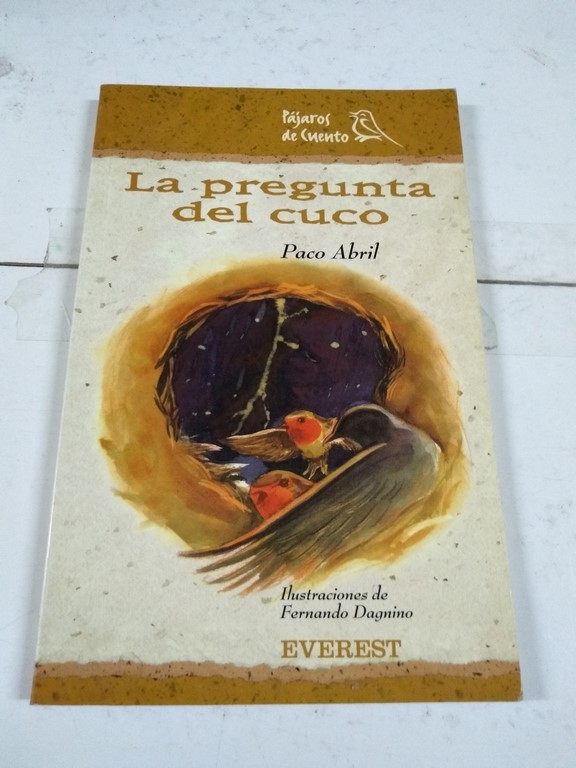 Pájaros
de Cuento
La pregunta
del cuco
Paco Abril
Ilustraciones de
Fernando Dagnino
EVEREST